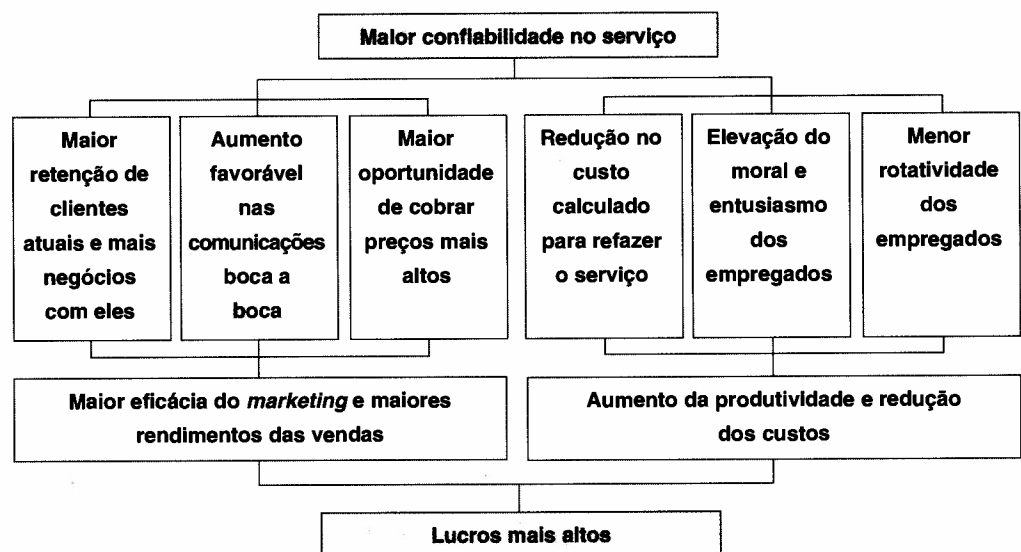 Maior confiabilidade no serviço
Maior
retenção de
clientes
atuais e mais
negócios
com eles
Aumento
favorável
nas
comunicações
boca a
boca
Maior
oportunidade
de cobrar
preços mais
altos
Redução no
custo
calculado
para refazer
o serviço
Elevação do
moral e
entusiasmo
dos
empregados
Menor
rotatividade
dos
empregados
Maior eficácia do marketing e maiores
rendimentos das vendas
Aumento da produtividade e redução
dos custos
Lucros mais altos